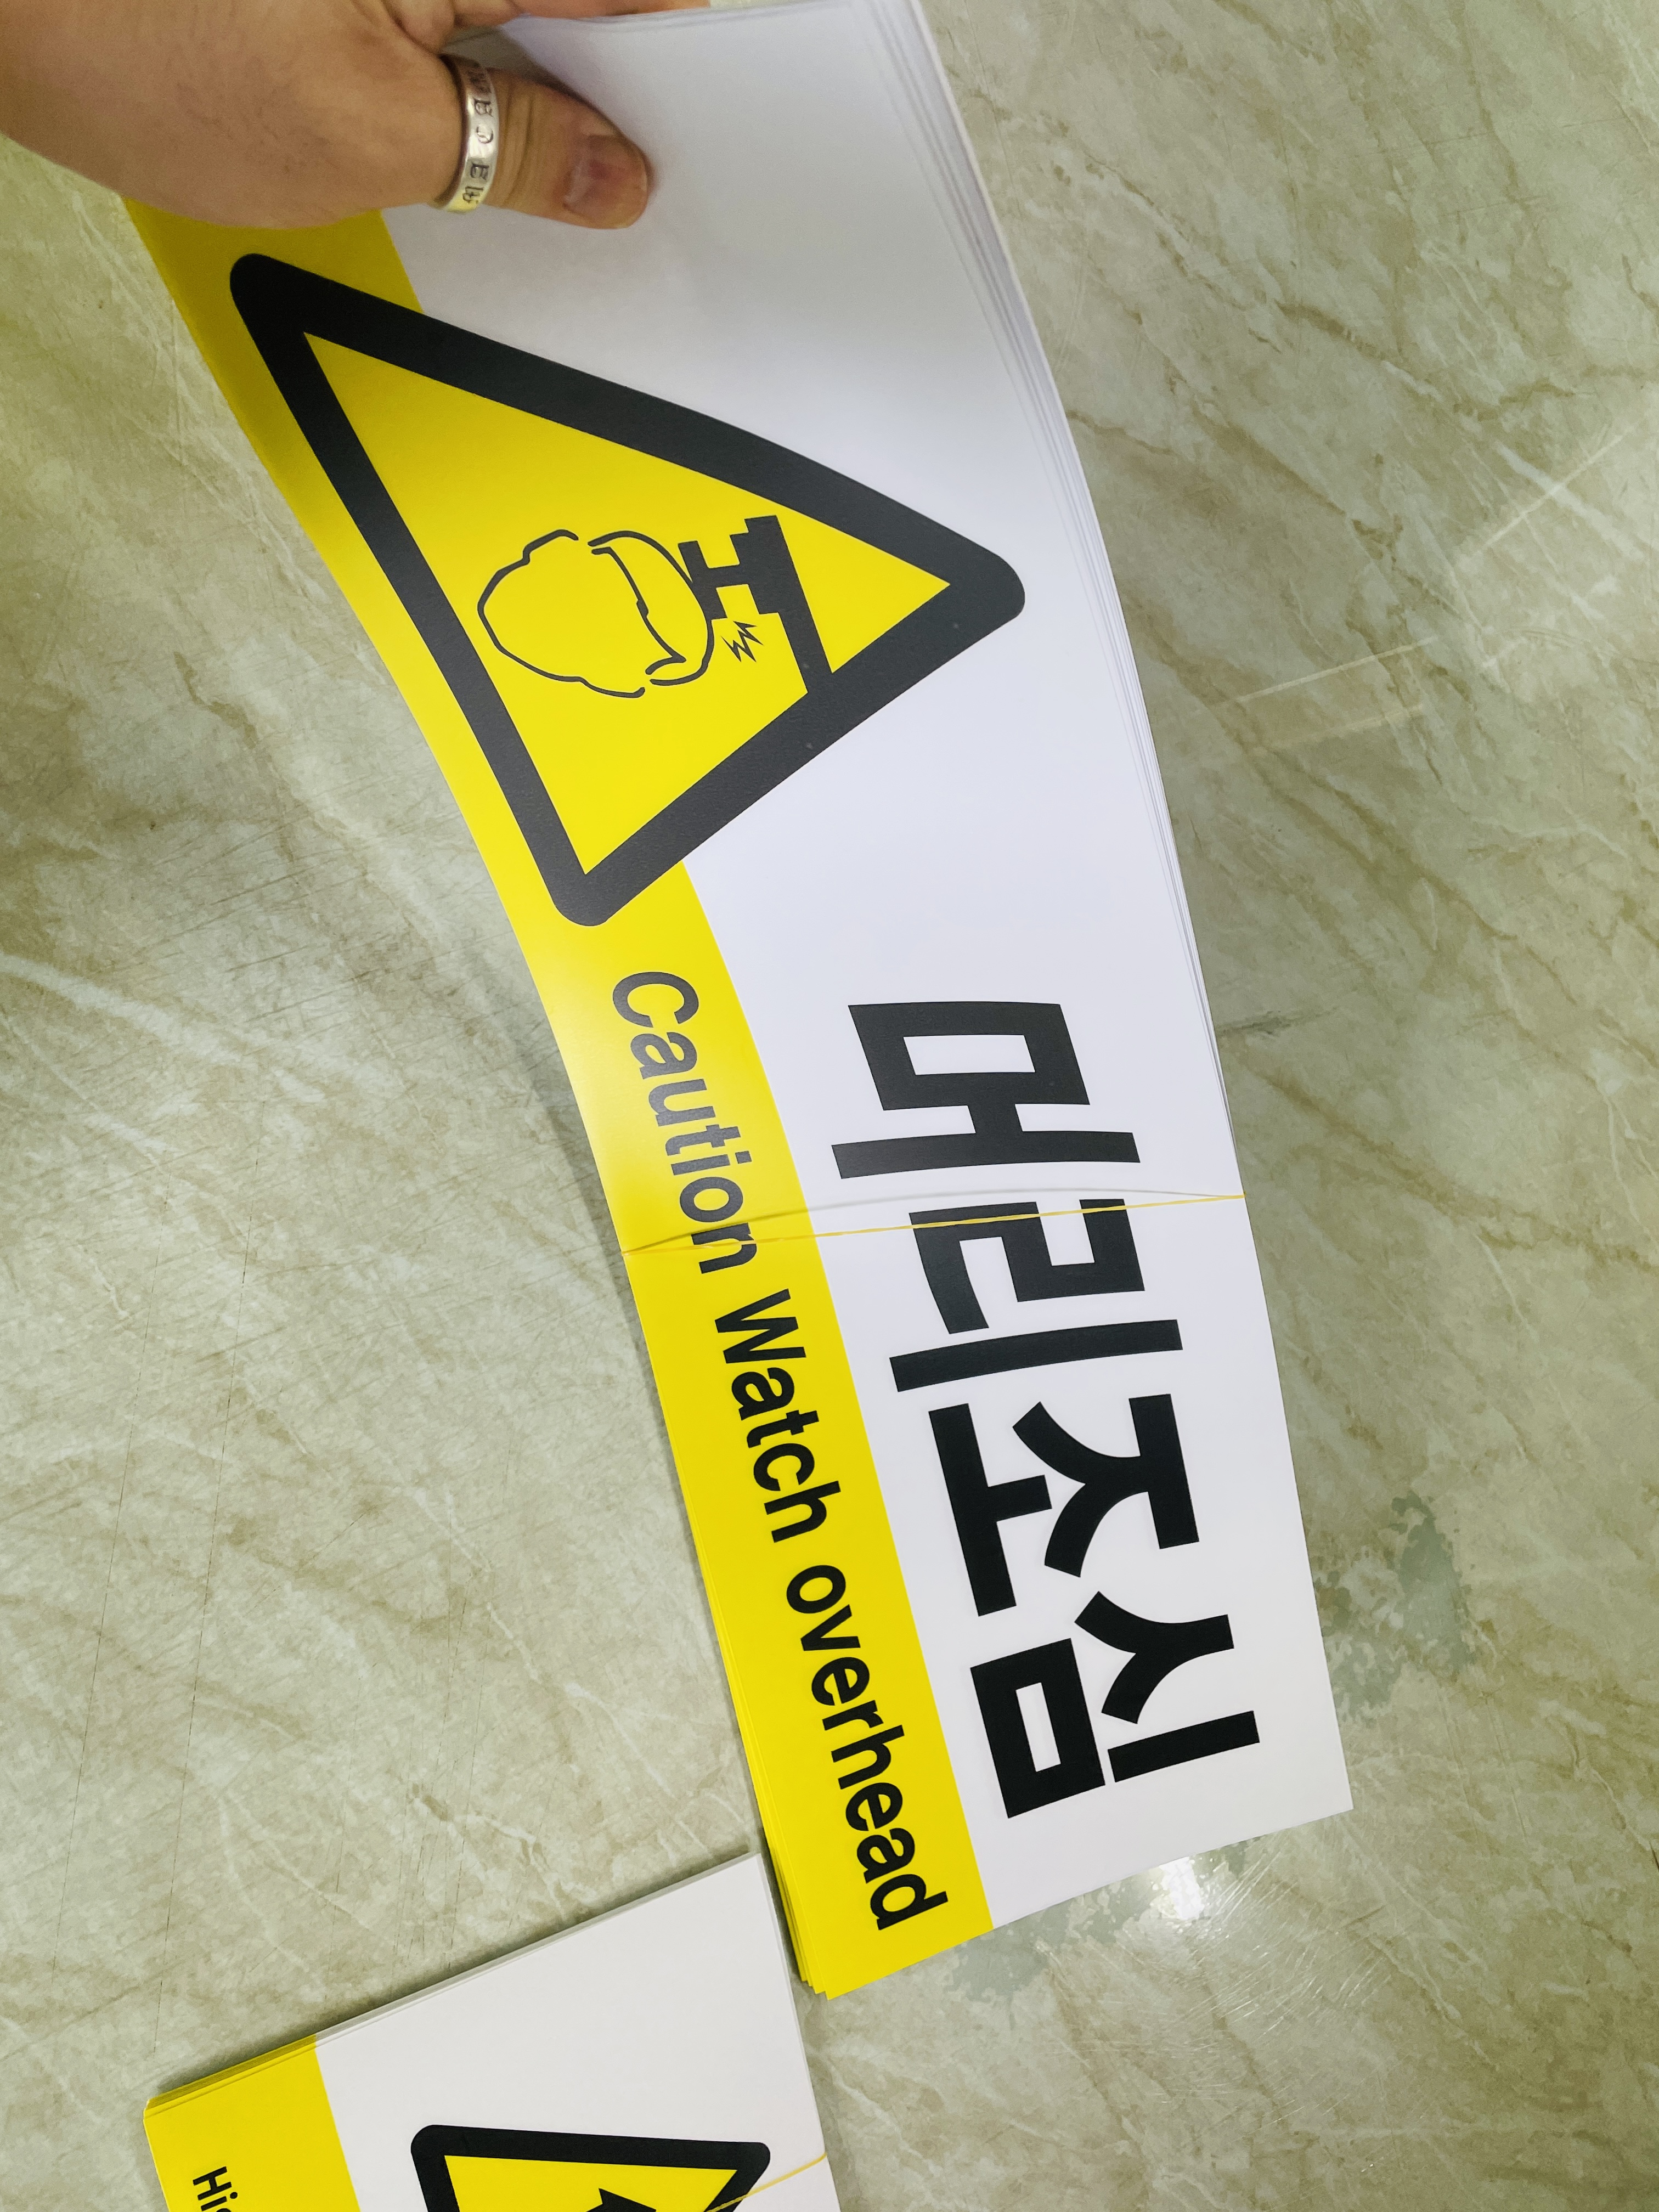 머리조심
Caution Watch overhead